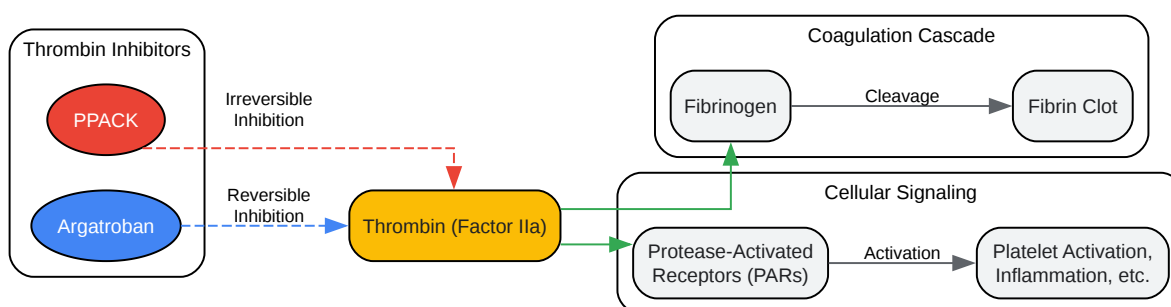 Thrombin Inhibitors
PPACK
Argatroban
Irreversible
Inhibition
Reversible
Inhibition
Thrombin (Factor IIa)
Coagulation Cascade
Fibrinogen
Cleavage
Fibrin Clot
Cellular Signaling
Protease-Activated
Receptors (PARs)
Activation
Platelet Activation,
Inflammation, etc.